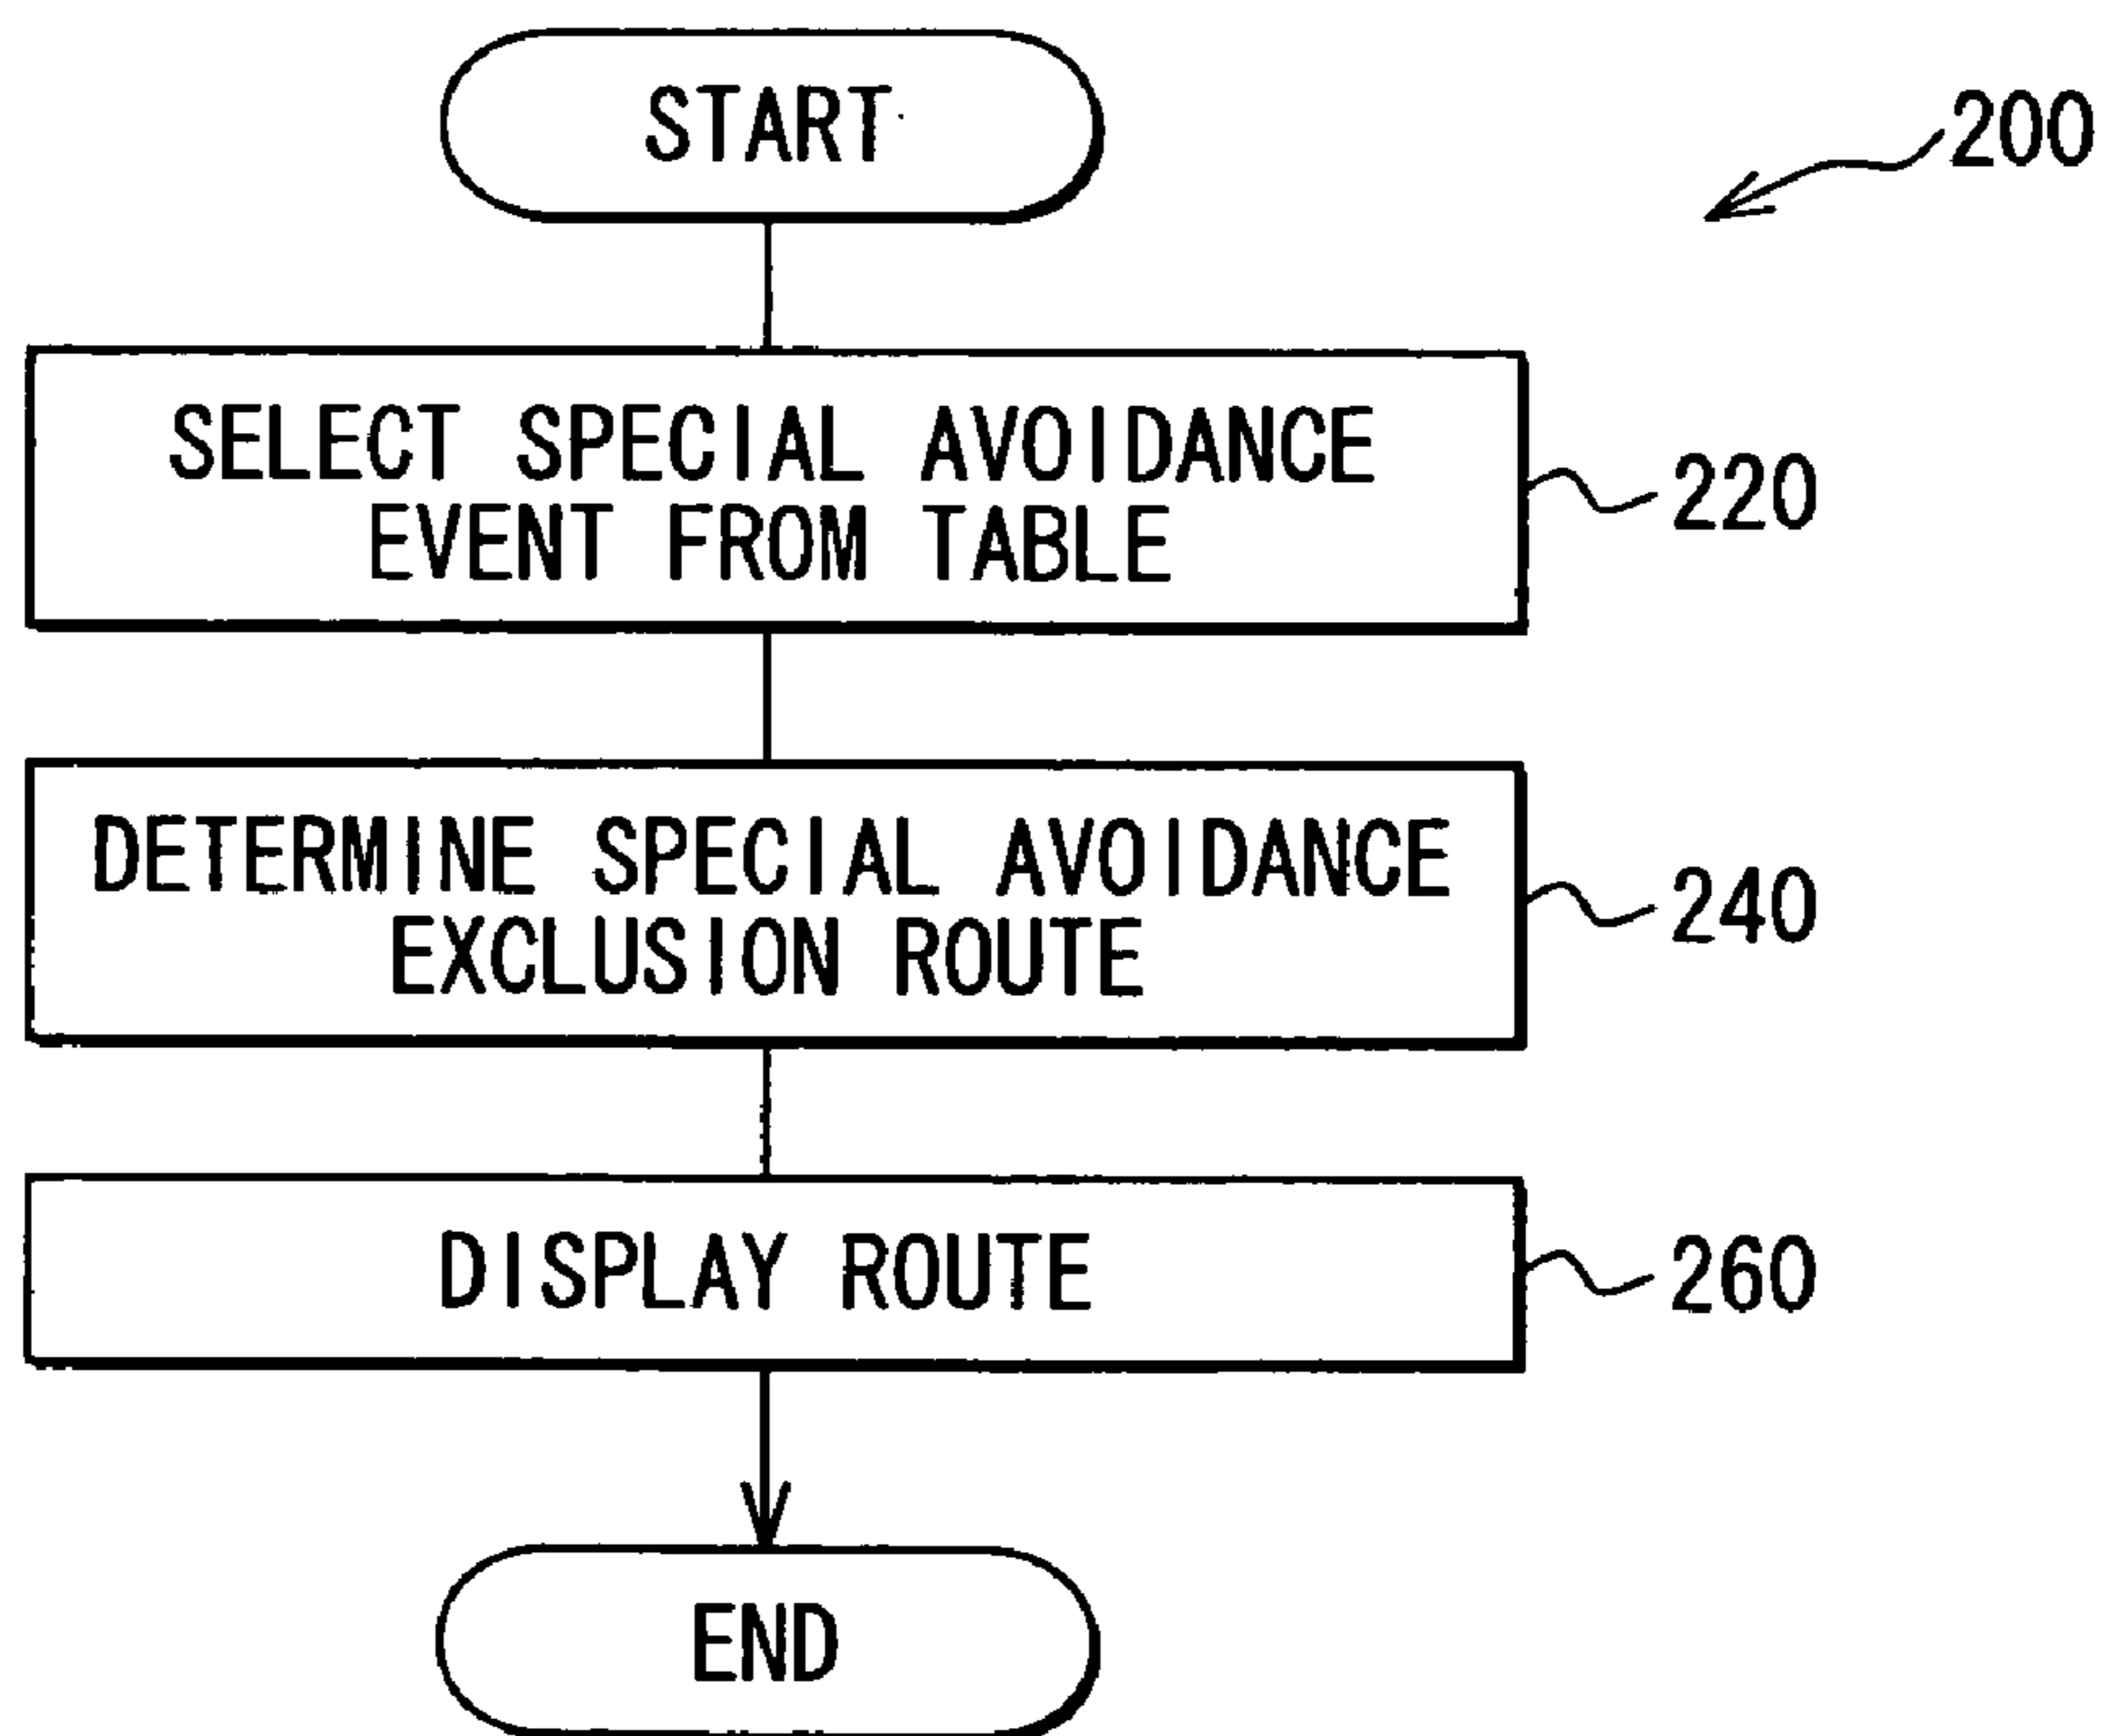 START
200
SELECT SPECIAL AVOIDANCE
EVENT FROM TABLE
220
DETERMINE SPECIAL AVOIDANCE
EXCLUSION ROUTE
240
DISPLAY ROUTE
260
END